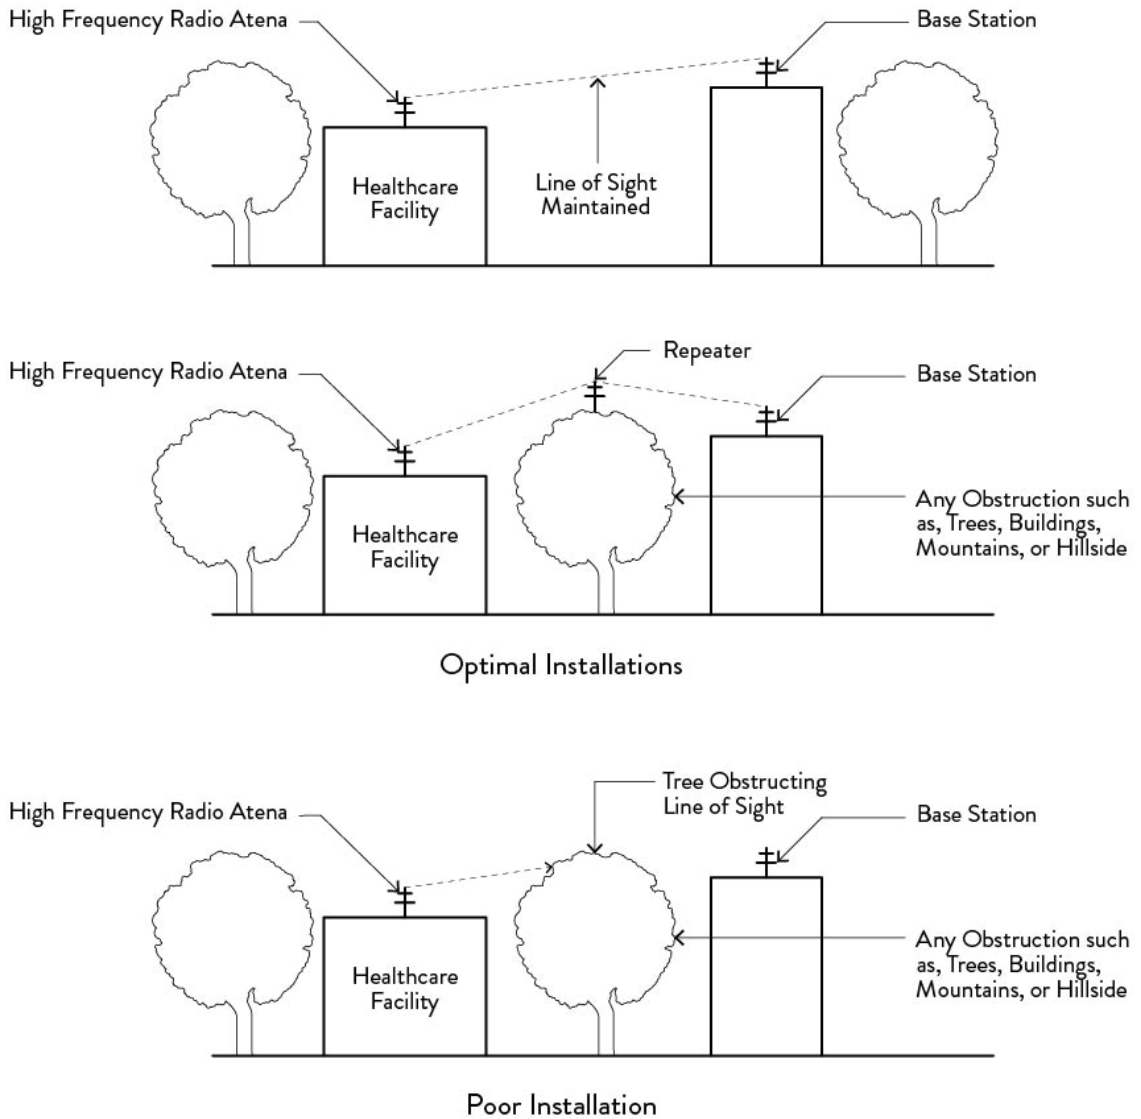 High Frequency Radio Atena
Base Station
Healthcare
Facility
Line of Sight
Maintained
Repeater
High Frequency Radio Atena
Base Station
Any Obstruction such
as, Trees, Buildings,
Mountains, or Hillside
Healthcare
Facility
Optimal Installations
Tree Obstructing
Line of Sight
High Frequency Radio Atena
Base Station
Any Obstruction such
as, Trees, Buildings,
Mountains, or Hillside
Healthcare
Facility
Poor Installation